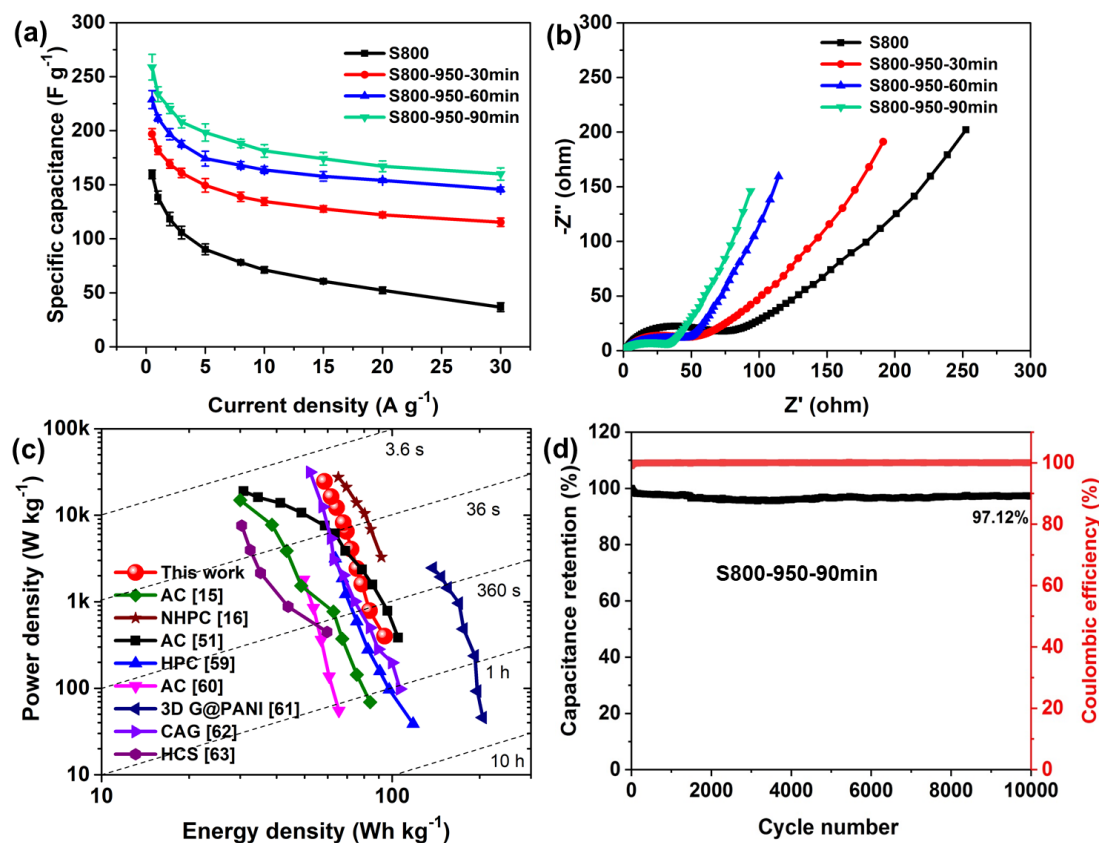 (a)
Specific capacitance (F g⁻¹)
300
250
200
150
100
50
0
S800
S800-950-30min
S800-950-60min
S800-950-90min
0 5 10 15 20 25 30
Current density (A g⁻¹)
(b)
-Z'' (ohm)
300
250
200
150
100
50
0
S800
S800-950-30min
S800-950-60min
S800-950-90min
0 50 100 150 200 250 300
Z' (ohm)
(c)
Power density (W kg⁻¹)
100k
10k
1k
100
10
3.6 s
36 s
360 s
1 h
10 h
This work
AC [15]
NHPC [16]
AC [51]
HPC [59]
AC [60]
3D G@PANI [61]
CAG [62]
HCS [63]
10 100
Energy density (Wh kg⁻¹)
(d)
Capacitance retention (%)
120
100
80
60
40
20
0
97.12%
S800-950-90min
100
80
60
40
20
0
Coulombic efficiency (%)
0 2000 4000 6000 8000 10000
Cycle number